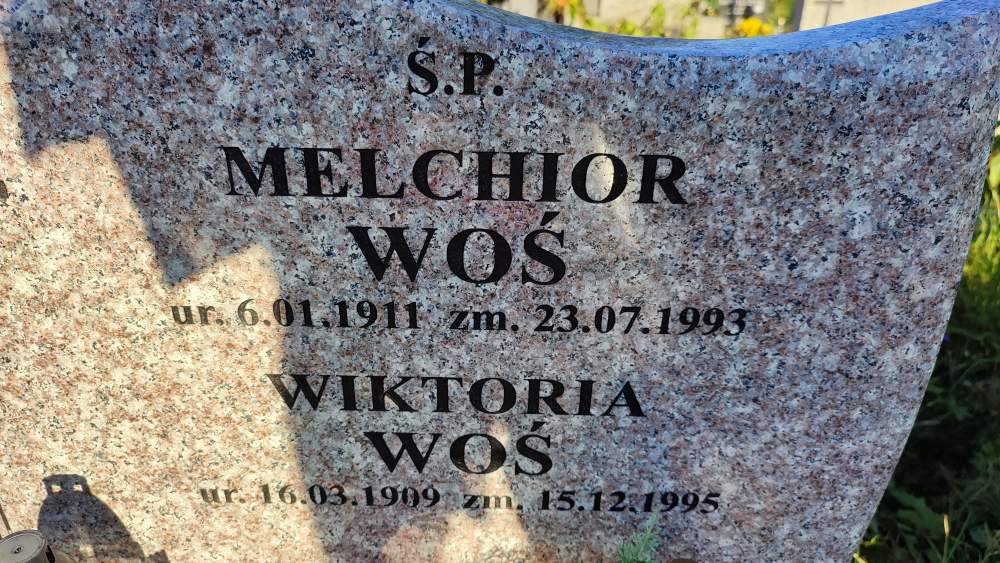 Ś.P.
MELCHIOR
WOŚ
ur. 6.01.1911 zm. 23.07.1993
WIKTORIA
WOŚ
ur. 16.03.1909 zm. 15.12.1995